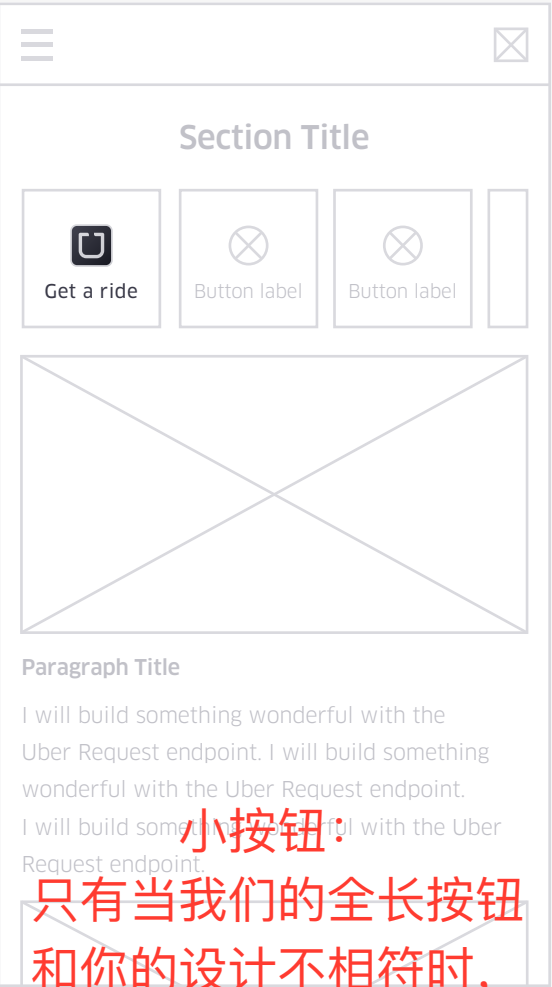 Section Title
Get a ride
Button label
Button label
Paragraph Title
I will build something wonderful with the
Uber Request endpoint. I will build something
wonderful with the Uber Request endpoint.
I will build something wonderful with the Uber
Request endpoint.
小按钮：
只有当我们的全长按钮
和你的设计不相符时，